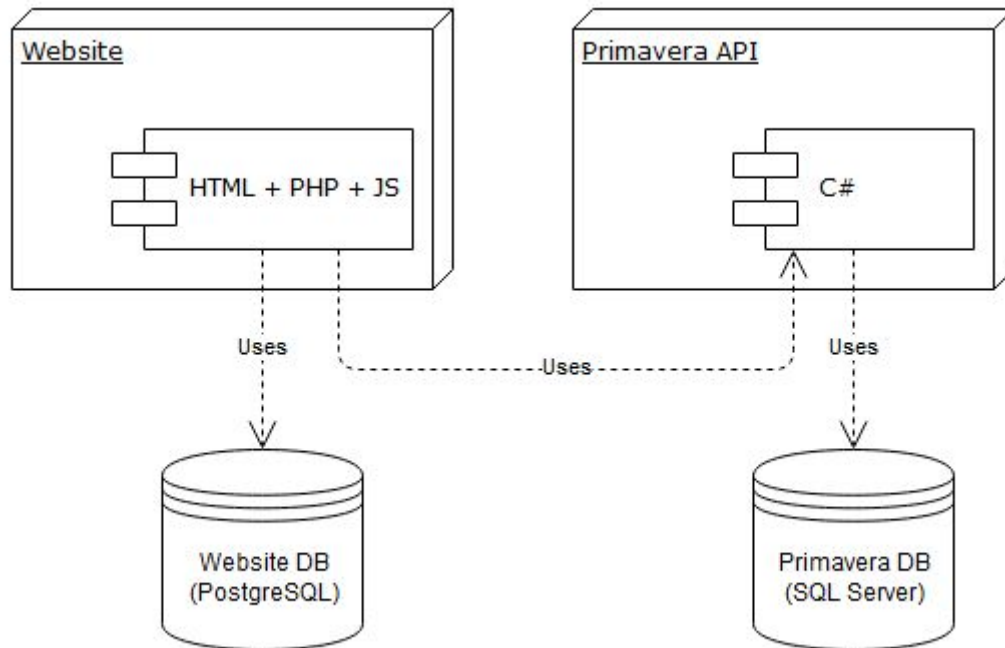 Website
Primavera API
HTML + PHP + JS
C#
Uses
Uses
Uses
Website DB
(PostgreSQL)
Primavera DB
(SQL Server)